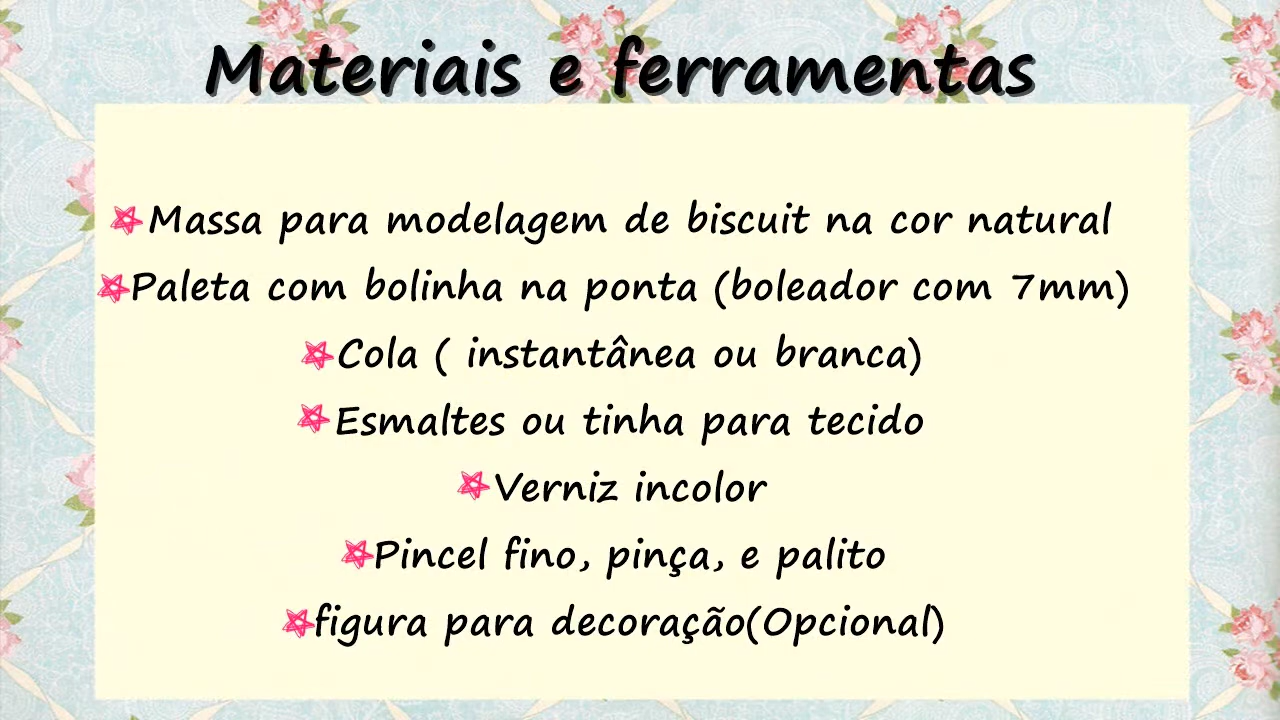 Materiais e ferramentas
Massa para modelagem de biscuit na cor natural
Paleta com bolinha na ponta (boleador com 7mm)
Cola ( instantânea ou branca)
Esmaltes ou tinha para tecido
Verniz incolor
Pincel fino, pinça, e palito
figura para decoração(Opcional)